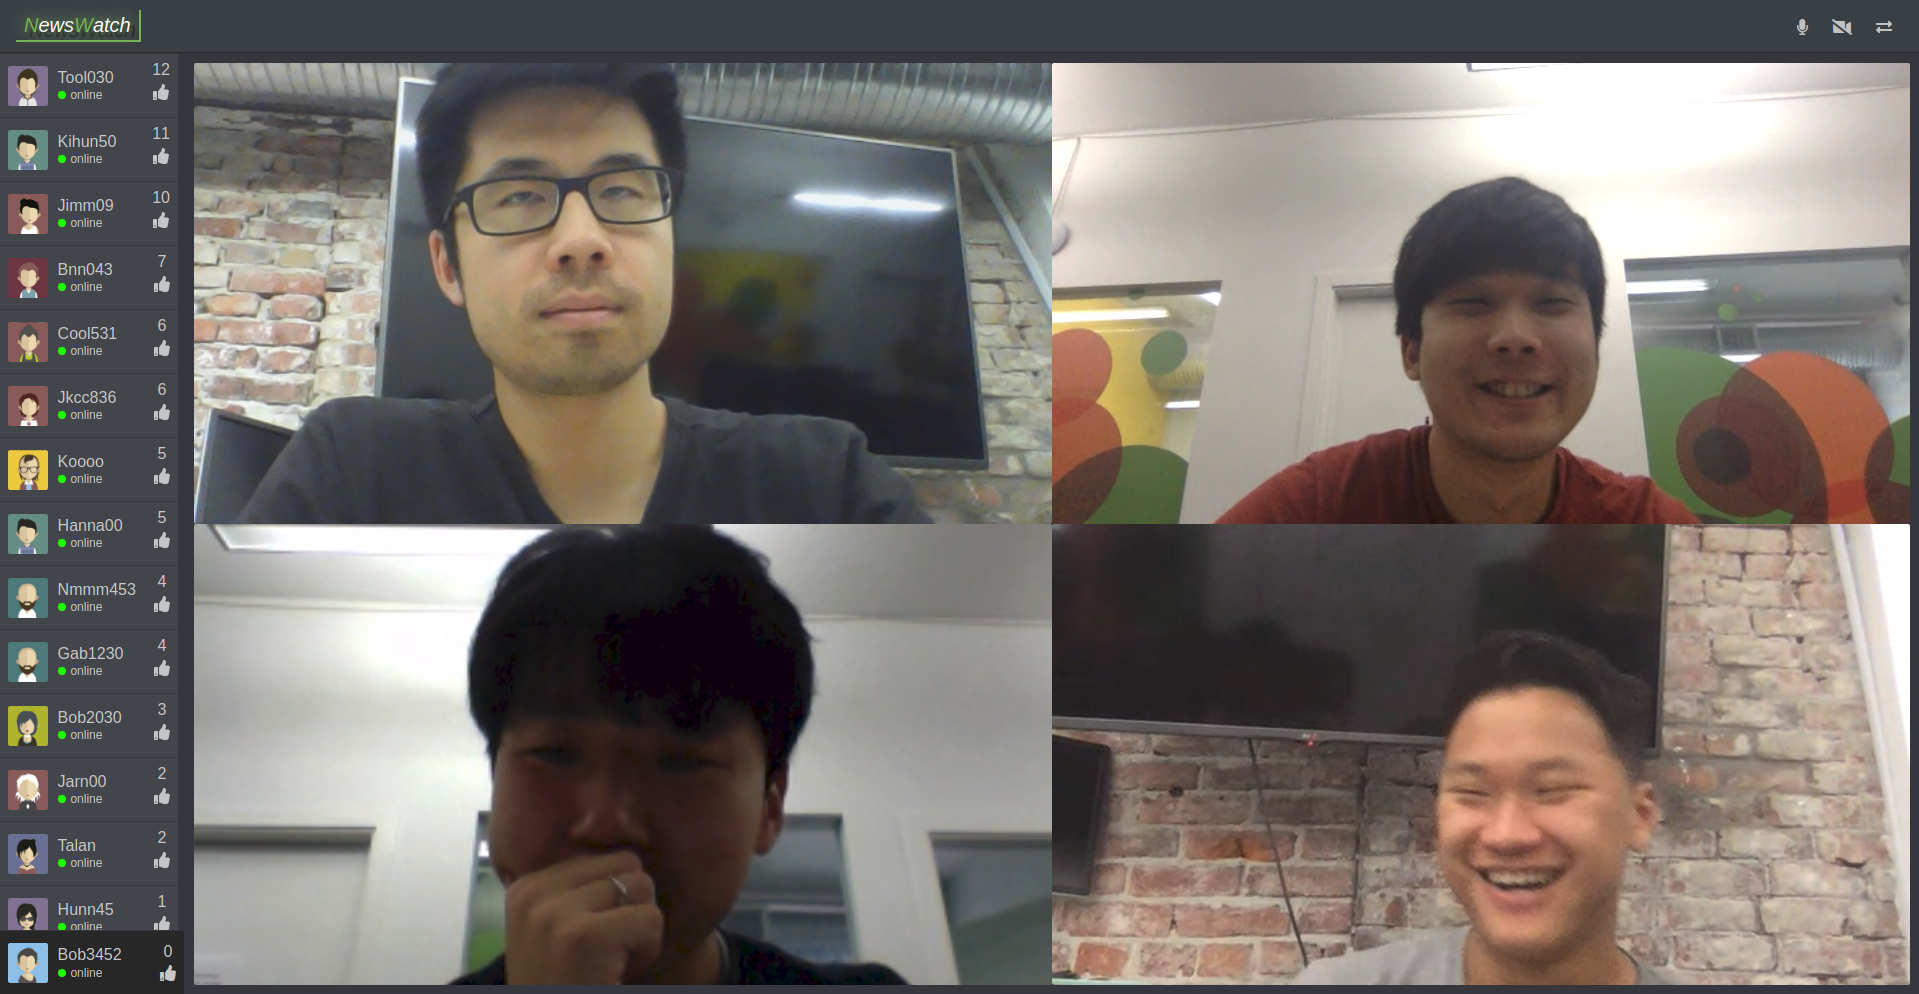 NewsWatch
Tool030 12
online
Kihun50 11
online
Jimm09 10
online
Bnn043 7
online
Cool531 6
online
Jkcc836 6
online
Koooo 5
online
Hanna00 5
online
Nmmm453 4
online
Gab1230 4
online
Bob2030 3
online
Jarn00 2
online
Talan 2
online
Hunn45 1
online
Bob3452 0
online